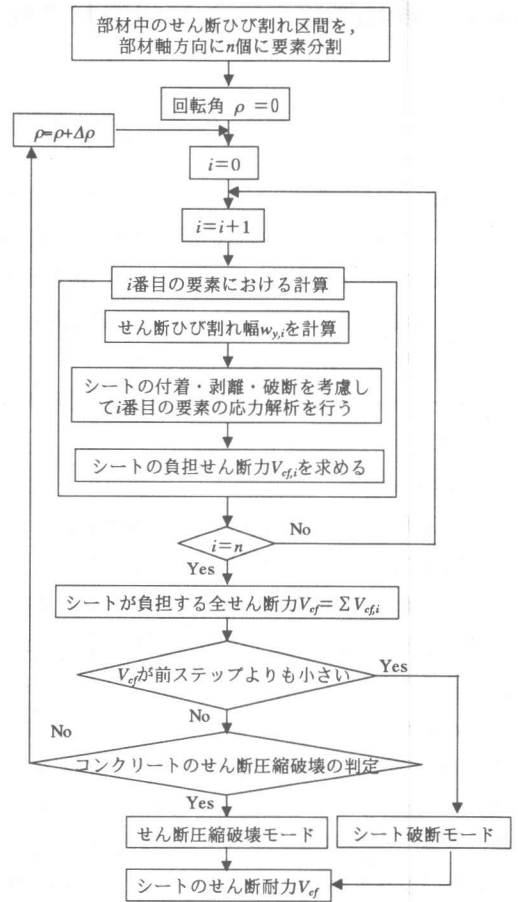 部材中のせん断ひび割れ区間を,
部材軸方向にn個に要素分割
回転角 ρ =0
ρ=ρ+Δρ
i=0
i=i+1
i番目の要素における計算
せん断ひび割れ幅wy,iを計算
シートの付着・剥離・破断を考慮し
てi番目の要素の応力解析を行う
シートの負担せん断力Vcf,iを求める
i=n
No
Yes
シートが負担する全せん断力Vcf=ΣVcf,i
Vcfが前ステップよりも小さい
Yes
No
No
コンクリートのせん断圧縮破壊の判定
Yes
せん断圧縮破壊モード
シート破断モード
シートのせん断耐力Vcf